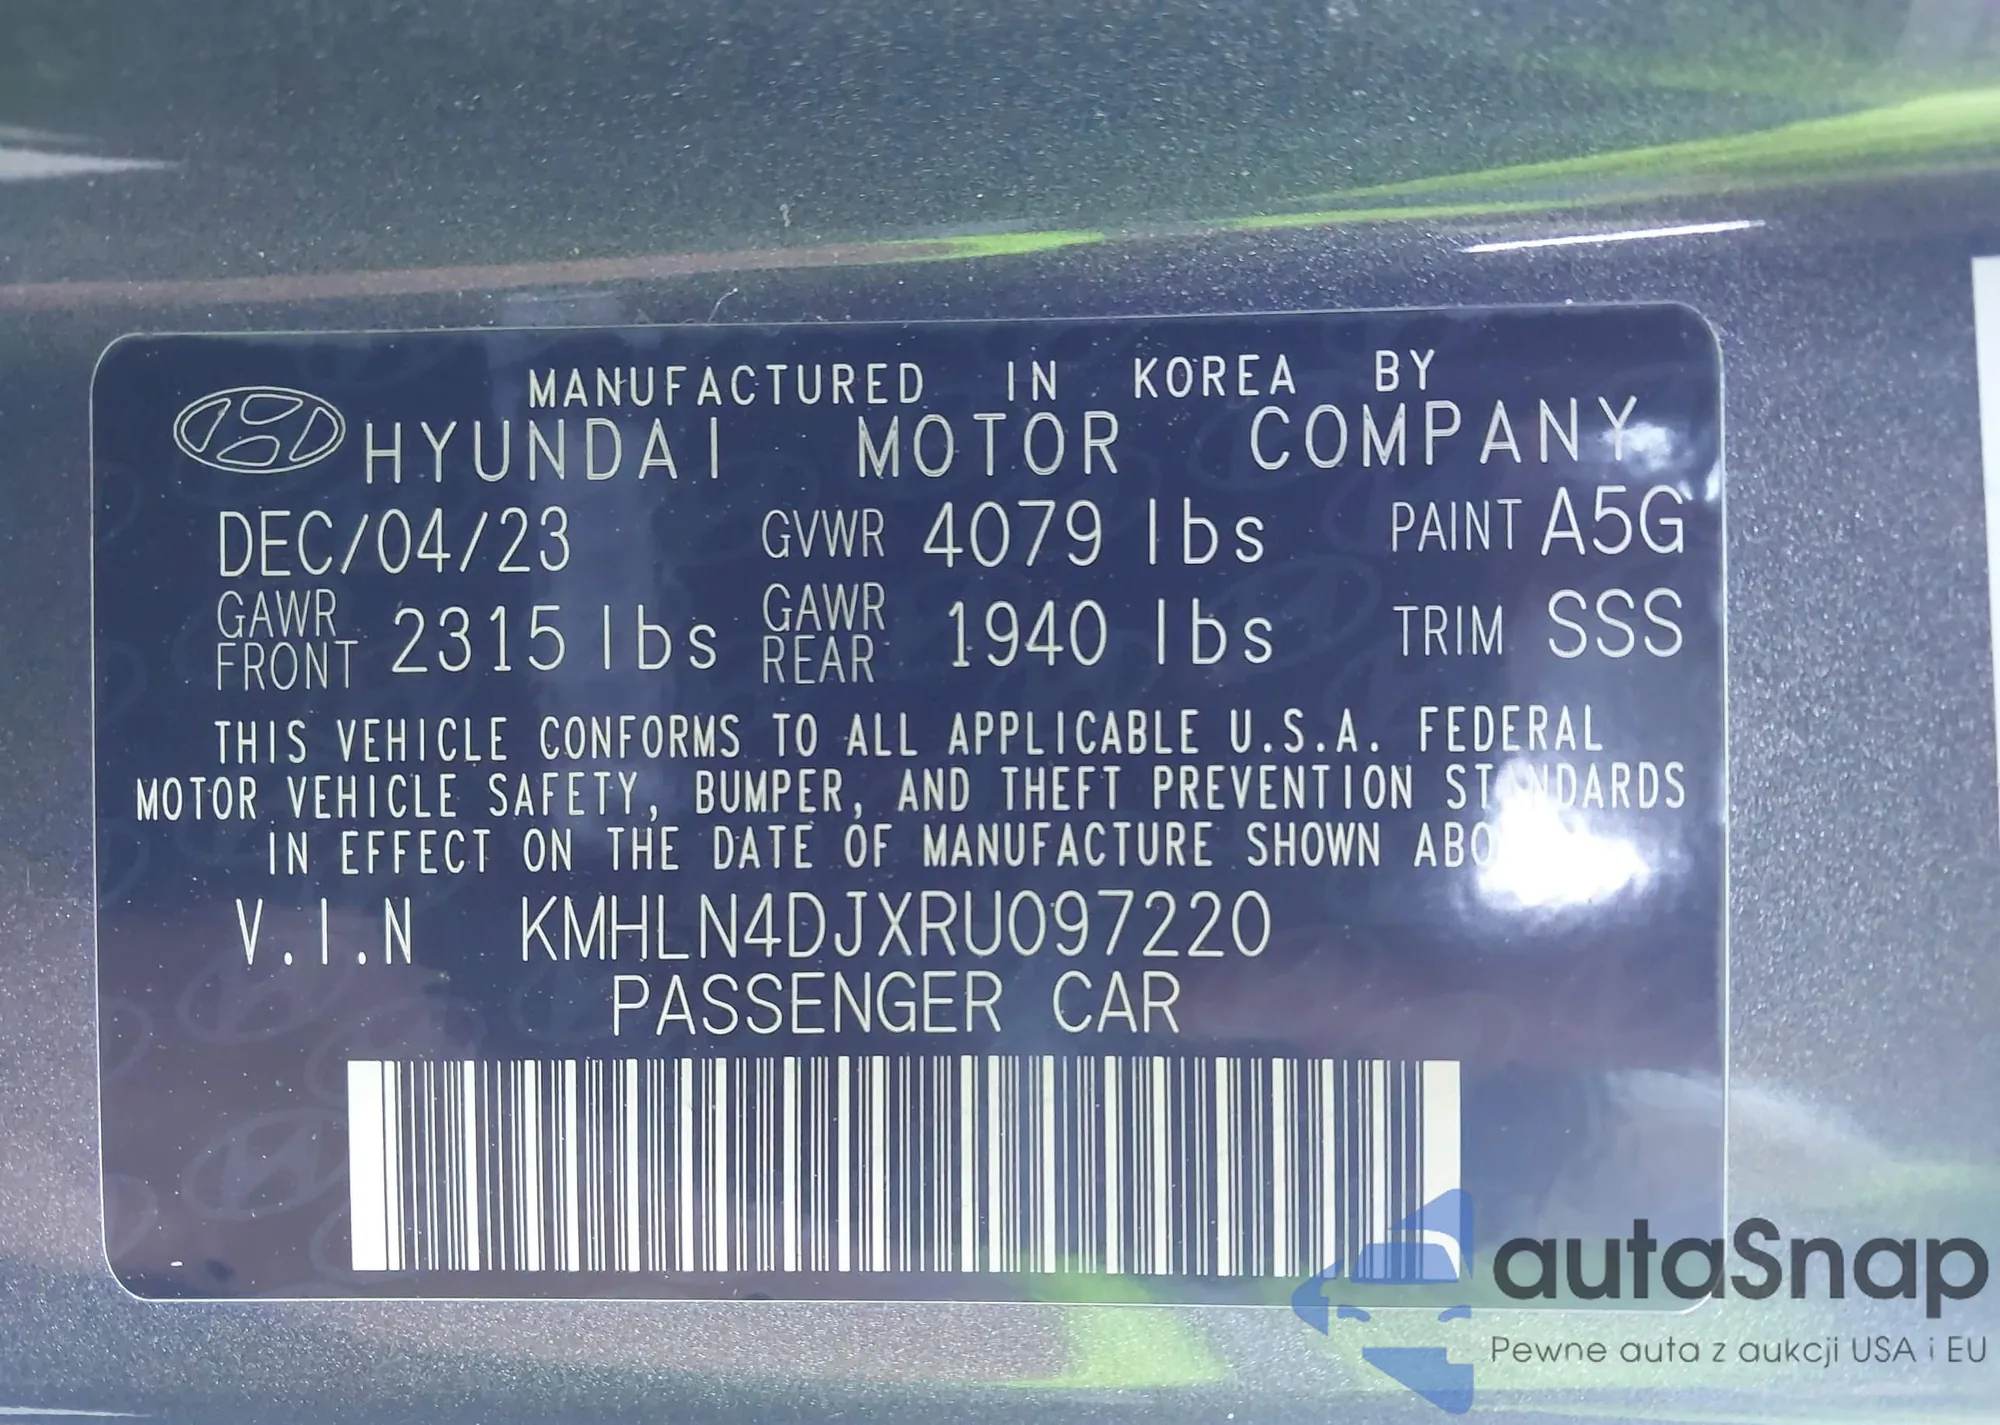 MANUFACTURED IN KOREA BY
HYUNDAI MOTOR COMPANY
DEC/04/23 GVWR 4079 lbs PAINT A5G
GAWR FRONT 2315 lbs GAWR REAR 1940 lbs TRIM SSS
THIS VEHICLE CONFORMS TO ALL APPLICABLE U.S.A. FEDERAL
MOTOR VEHICLE SAFETY, BUMPER, AND THEFT PREVENTION STANDARDS
IN EFFECT ON THE DATE OF MANUFACTURE SHOWN
V.I.N KMHLN4DJXRU097220
PASSENGER CAR
autaSnap
Pewne auta z aukcji USA i EU